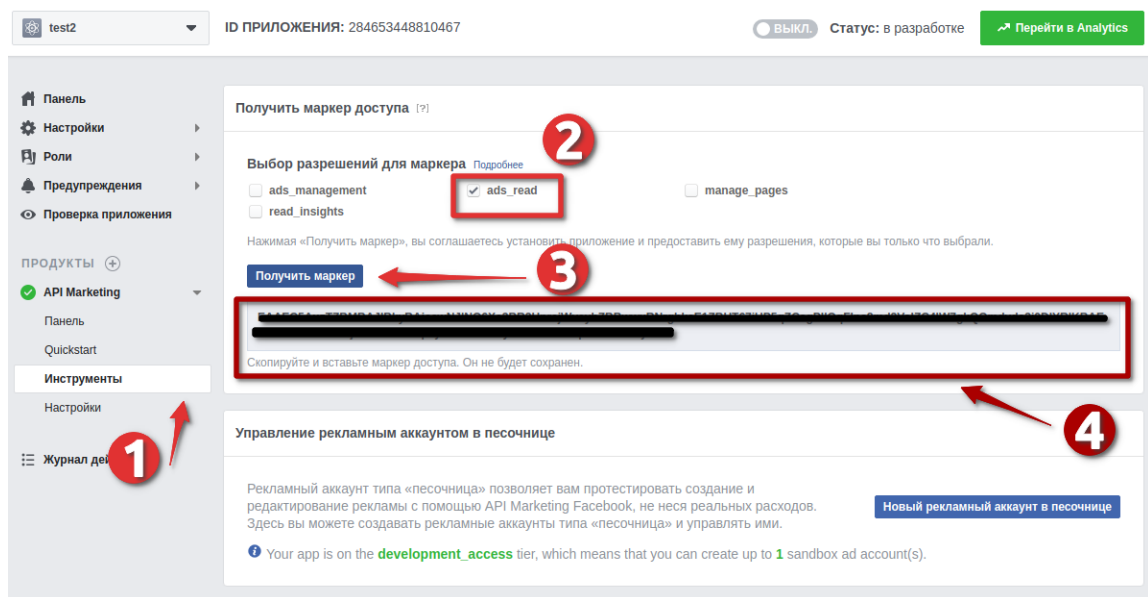 test2
ID ПРИЛОЖЕНИЯ: 284653448810467
ВЫКЛ.
Статус: в разработке
Перейти в Analytics
Панель
Настройки
Роли
Предупреждения
Проверка приложения
ПРОДУКТЫ
API Marketing
Панель
Quickstart
Инструменты
Настройки
Журнал
1
Получить маркер доступа [?]
2
Выбор разрешений для маркера Подробнее
ads_management
ads_read
manage_pages
read_insights
Нажимая «Получить маркер», вы соглашаетесь установить приложение и предоставить ему разрешения, которые вы только что выбрали.
Получить маркер
3
Скопируйте и вставьте маркер доступа. Он не будет сохранен.
4
Управление рекламным аккаунтом в песочнице
Рекламный аккаунт типа «песочница» позволяет вам протестировать создание и
редактирование рекламы с помощью API Marketing Facebook, не неся реальных расходов.
Здесь вы можете создавать рекламные аккаунты типа «песочница» и управлять ими.
Новый рекламный аккаунт в песочнице
Your app is on the development_access tier, which means that you can create up to 1 sandbox ad account(s).